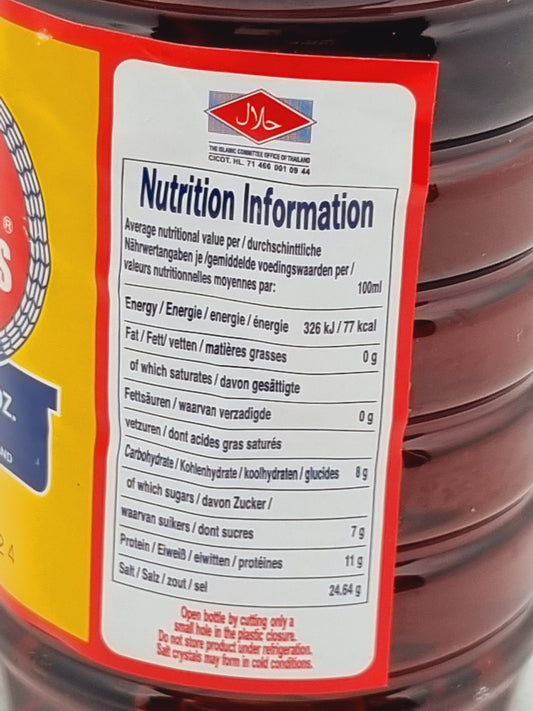 حلال
THE ISLAMIC COMMITTEE OFFICE OF THAILAND
CICOT. HL. 71 466 001 09 44
Nutrition Information
Average nutritional value per / durchschinttliche
Nährwertangaben je /gemiddelde voedingswaarden per /
valeurs nutritionnelles moyennes par: 100ml
Energy / Energie / energie / énergie 326 kJ / 77 kcal
Fat / Fett/ vetten / matières grasses 0 g
of which saturates / davon gesättigte
Fettsäuren / waarvan verzadigde 0 g
vetzuren / dont acides gras saturés
Carbohydrate / Kohlenhydrate / koolhydraten / glucides 8 g
of which sugars / davon Zucker /
waarvan suikers / dont sucres 7 g
Protein / Eiweiß / eiwitten / protéines 11 g
Salt / Salz / zout / sel 24.64 g
Open bottle by cutting only a
small hole in the plastic closure.
Do not store product under refrigeration.
Salt crystals may form in cold conditions.
®
S
OZ.
AND
24